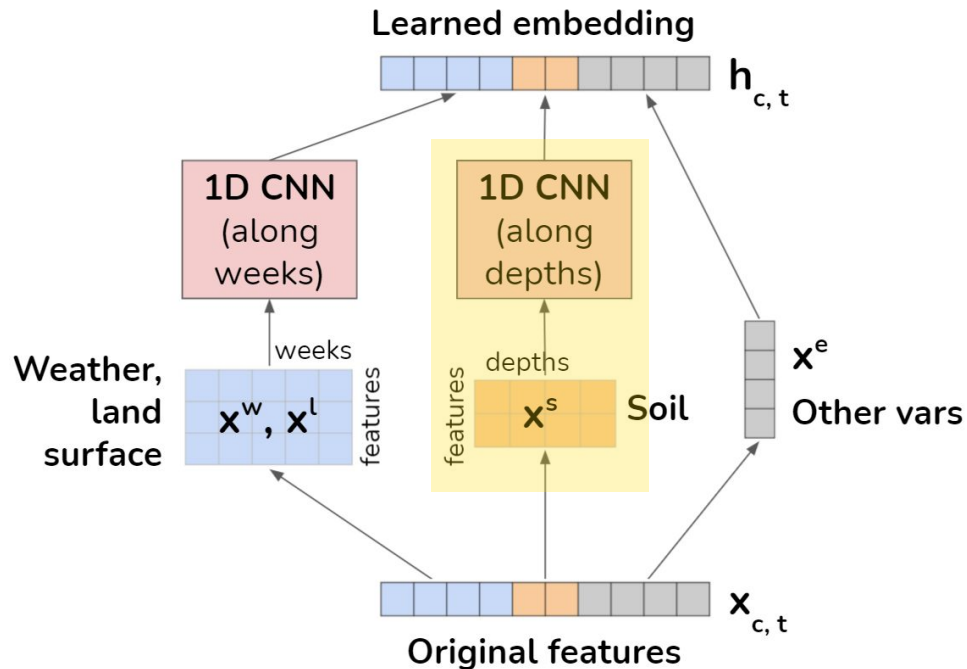 Learned embedding
h c, t
1D CNN
(along
weeks)
1D CNN
(along
depths)
weeks
Weather,
land
surface
x^w, x^l
features
features
depths
x^s
Soil
x^e
Other vars
x c, t
Original features